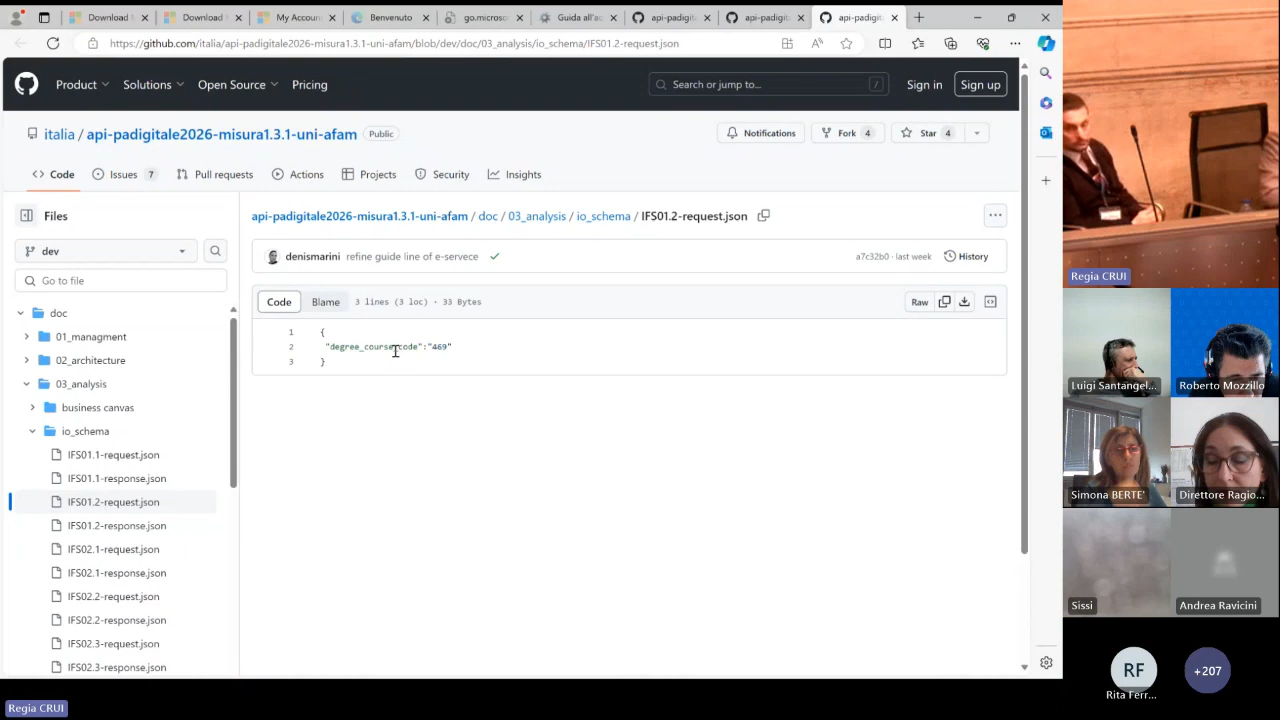 Download M
Download M
My Accoun
Benvenuto
go.micros
Guida all'ac
api-padigita
api-padigita
api-padigita
https://github.com/italia/api-padigitale2026-misura1.3.1-uni-afam/blob/dev/doc/03_analysis/io_schema/IFS01.2-request.json
Product
Solutions
Open Source
Pricing
Search or jump to...
/
Sign in
Sign up
italia / api-padigitale2026-misura1.3.1-uni-afam
Public
Notifications
Fork 4
Star 4
Code
Issues 7
Pull requests
Actions
Projects
Security
Insights
Files
api-padigitale2026-misura1.3.1-uni-afam / doc / 03_analysis / io_schema / IFS01.2-request.json
dev
denismarini refine guide line of e-servece
a7c32b0 · last week
History
Go to file
Code
Blame
3 lines (3 loc) · 33 Bytes
Raw
1 {
2 "degree_course_code":"469"
3 }
doc
01_managment
02_architecture
03_analysis
business canvas
io_schema
IFS01.1-request.json
IFS01.1-response.json
IFS01.2-request.json
IFS01.2-response.json
IFS02.1-request.json
IFS02.1-response.json
IFS02.2-request.json
IFS02.2-response.json
IFS02.3-request.json
IFS02.3-response.json
Regia CRUI
Luigi Santangel...
Roberto Mozzillo
Simona BERTE'
Direttore Ragio...
Sissi
Andrea Ravicini
RF
Rita Ferr...
+207
Regia CRUI